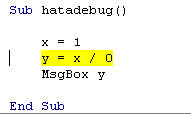 Sub hatadebug()
x = 1
y = x / 0
MsgBox y
End Sub